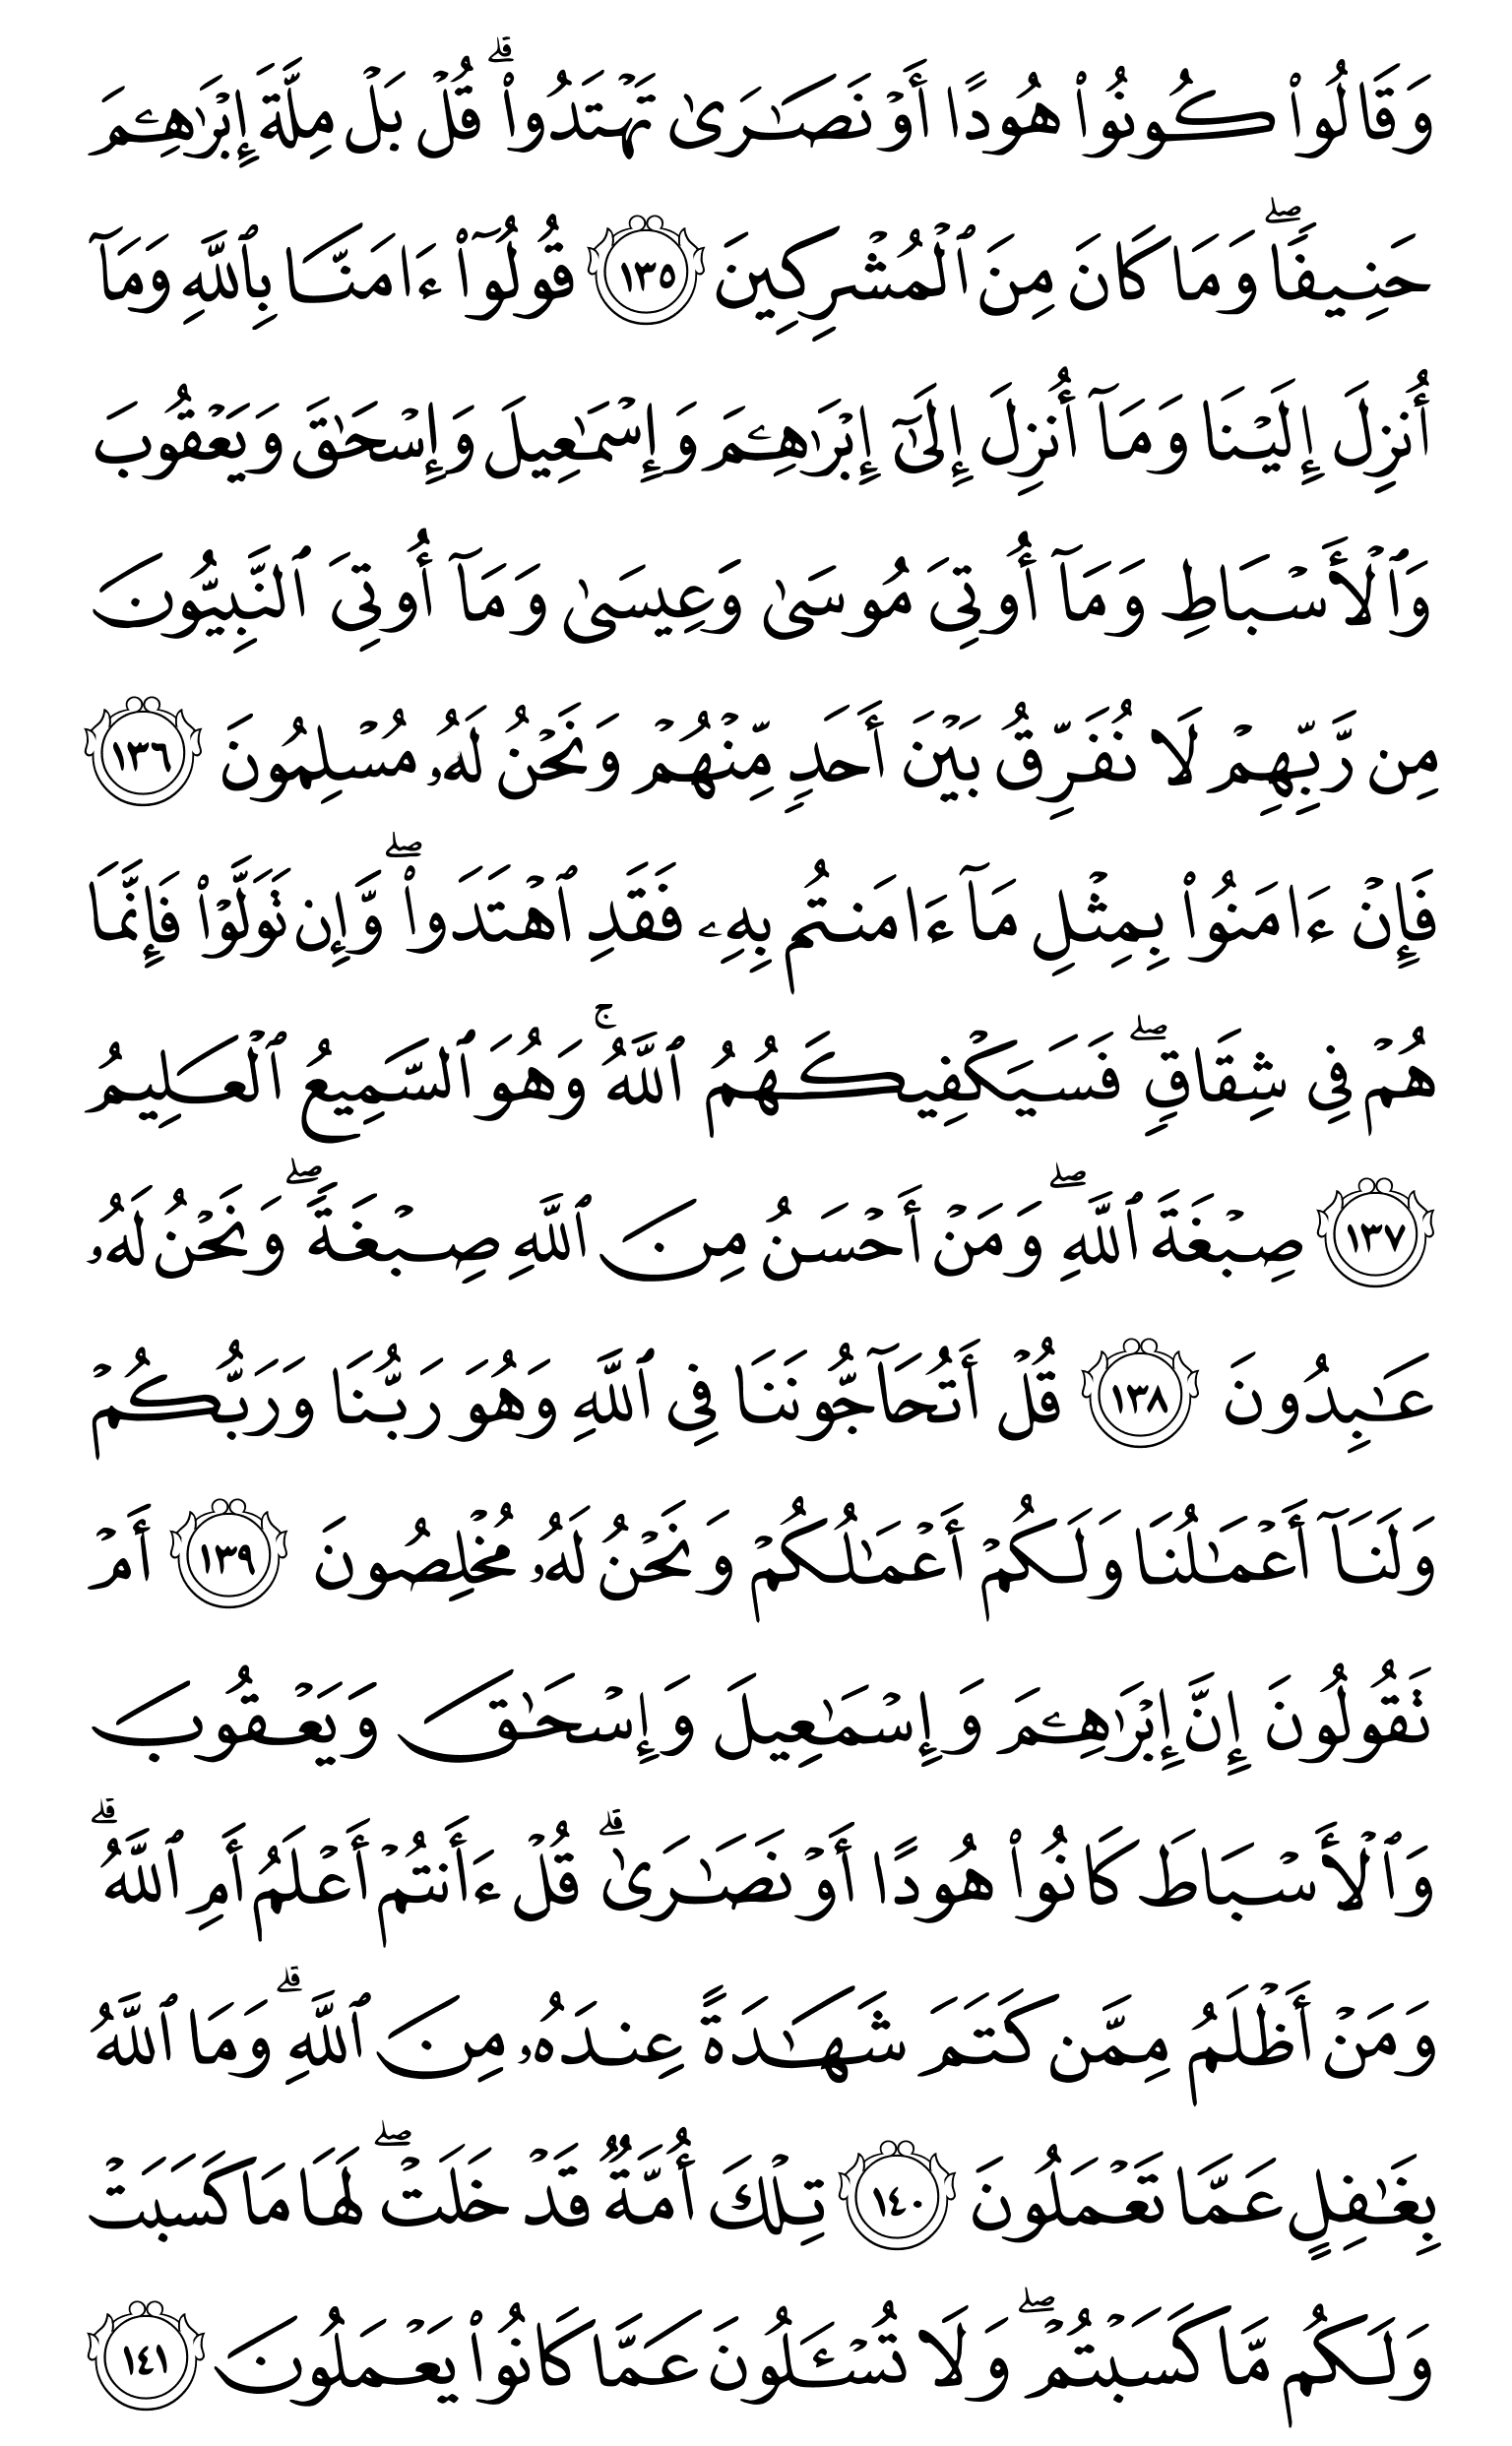 وَقَالُوا۟ كُونُوا۟ هُودًا أَوْ نَصَـٰرَىٰ تَهْتَدُوا۟ ۗ قُلْ بَلْ مِلَّةَ إِبْرَٰهِـۧمَ
حَنِيفًا ۖ وَمَا كَانَ مِنَ ٱلْمُشْرِكِينَ ١٣٥ قُولُوٓا۟ ءَامَنَّا بِٱللَّهِ وَمَآ
أُنزِلَ إِلَيْنَا وَمَآ أُنزِلَ إِلَىٰٓ إِبْرَٰهِـۧمَ وَإِسْمَـٰعِيلَ وَإِسْحَـٰقَ وَيَعْقُوبَ
وَٱلْأَسْبَاطِ وَمَآ أُوتِىَ مُوسَىٰ وَعِيسَىٰ وَمَآ أُوتِىَ ٱلنَّبِيُّونَ
مِن رَّبِّهِمْ لَا نُفَرِّقُ بَيْنَ أَحَدٍ مِّنْهُمْ وَنَحْنُ لَهُۥ مُسْلِمُونَ ١٣٦
فَإِنْ ءَامَنُوا۟ بِمِثْلِ مَآ ءَامَنتُم بِهِۦ فَقَدِ ٱهْتَدَوا۟ ۖ وَّإِن تَوَلَّوْا۟ فَإِنَّمَا
هُمْ فِى شِقَاقٍ ۖ فَسَيَكْفِيكَهُمُ ٱللَّهُ ۚ وَهُوَ ٱلسَّمِيعُ ٱلْعَلِيمُ
١٣٧ صِبْغَةَ ٱللَّهِ ۖ وَمَنْ أَحْسَنُ مِنَ ٱللَّهِ صِبْغَةً ۖ وَنَحْنُ لَهُۥ
عَـٰبِدُونَ ١٣٨ قُلْ أَتُحَآجُّونَنَا فِى ٱللَّهِ وَهُوَ رَبُّنَا وَرَبُّكُمْ
وَلَنَآ أَعْمَـٰلُنَا وَلَكُمْ أَعْمَـٰلُكُمْ وَنَحْنُ لَهُۥ مُخْلِصُونَ ١٣٩ أَمْ
تَقُولُونَ إِنَّ إِبْرَٰهِـۧمَ وَإِسْمَـٰعِيلَ وَإِسْحَـٰقَ وَيَعْقُوبَ
وَٱلْأَسْبَاطَ كَانُوا۟ هُودًا أَوْ نَصَـٰرَىٰ ۗ قُلْ ءَأَنتُمْ أَعْلَمُ أَمِ ٱللَّهُ ۗ
وَمَنْ أَظْلَمُ مِمَّن كَتَمَ شَهَـٰدَةً عِندَهُۥ مِنَ ٱللَّهِ ۗ وَمَا ٱللَّهُ
بِغَـٰفِلٍ عَمَّا تَعْمَلُونَ ١٤٠ تِلْكَ أُمَّةٌ قَدْ خَلَتْ ۖ لَهَا مَا كَسَبَتْ
وَلَكُم مَّا كَسَبْتُمْ ۖ وَلَا تُسْـَٔلُونَ عَمَّا كَانُوا۟ يَعْمَلُونَ ١٤١